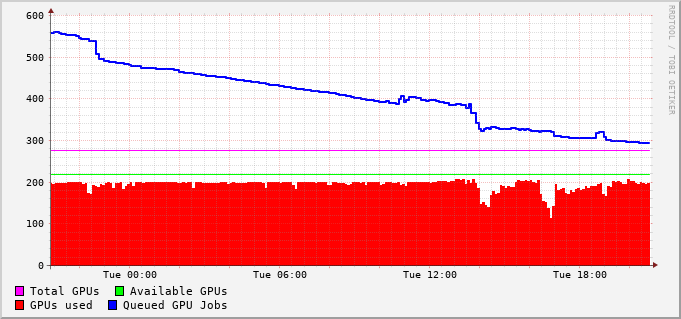 600
500
400
300
200
100
0
Tue 00:00 Tue 06:00 Tue 12:00 Tue 18:00
Total GPUs Available GPUs
GPUs used Queued GPU Jobs
RRDTOOL / TOBI OETIKER